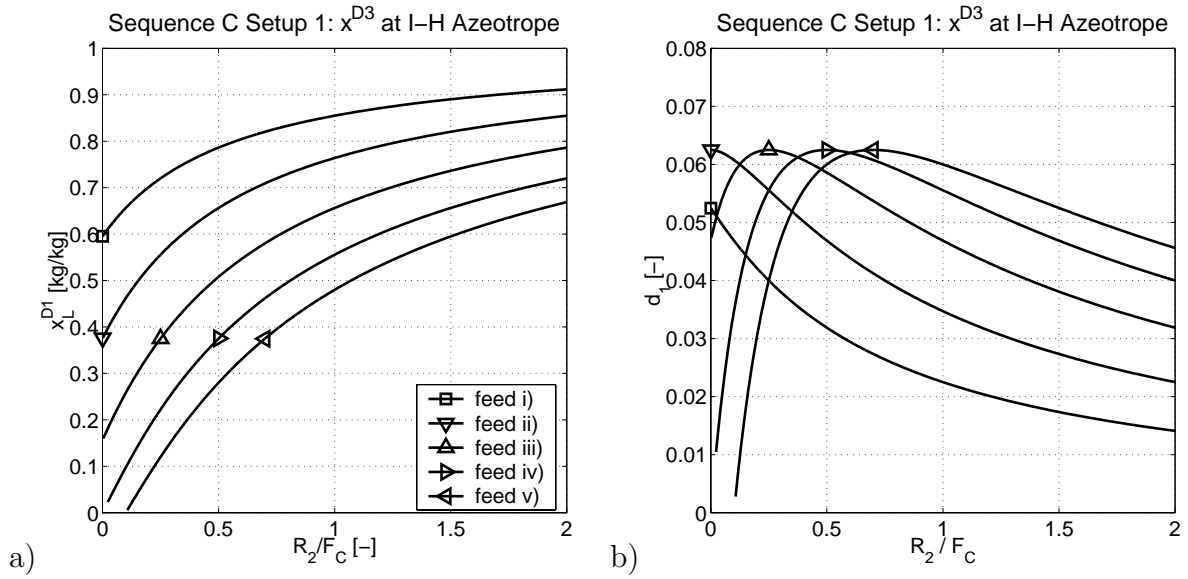 Sequence C Setup 1: x^D3 at I−H Azeotrope
1
0.9
0.8
0.7
0.6
0.5
0.4
0.3
0.2
0.1
0
x_L^D1 [kg/kg]
feed i)
feed ii)
feed iii)
feed iv)
feed v)
0 0.5 1 1.5 2
R_2/F_C [−]
a)
Sequence C Setup 1: x^D3 at I−H Azeotrope
0.08
0.07
0.06
0.05
0.04
0.03
0.02
0.01
0
d_1 [−]
0 0.5 1 1.5 2
R_2 / F_C
b)